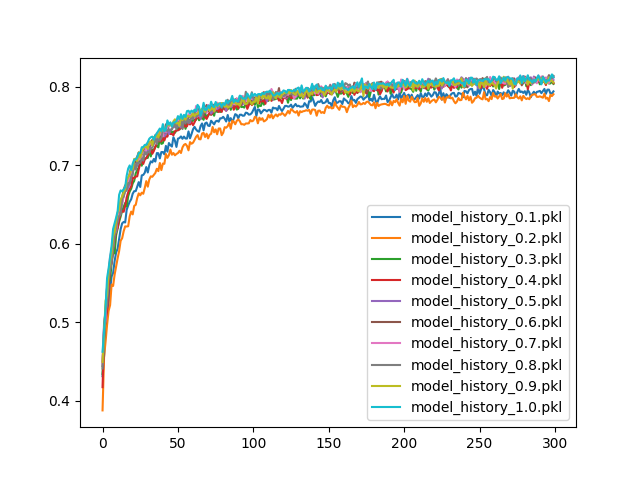 0.8
0.7
0.6
0.5
0.4
0 50 100 150 200 250 300
model_history_0.1.pkl
model_history_0.2.pkl
model_history_0.3.pkl
model_history_0.4.pkl
model_history_0.5.pkl
model_history_0.6.pkl
model_history_0.7.pkl
model_history_0.8.pkl
model_history_0.9.pkl
model_history_1.0.pkl